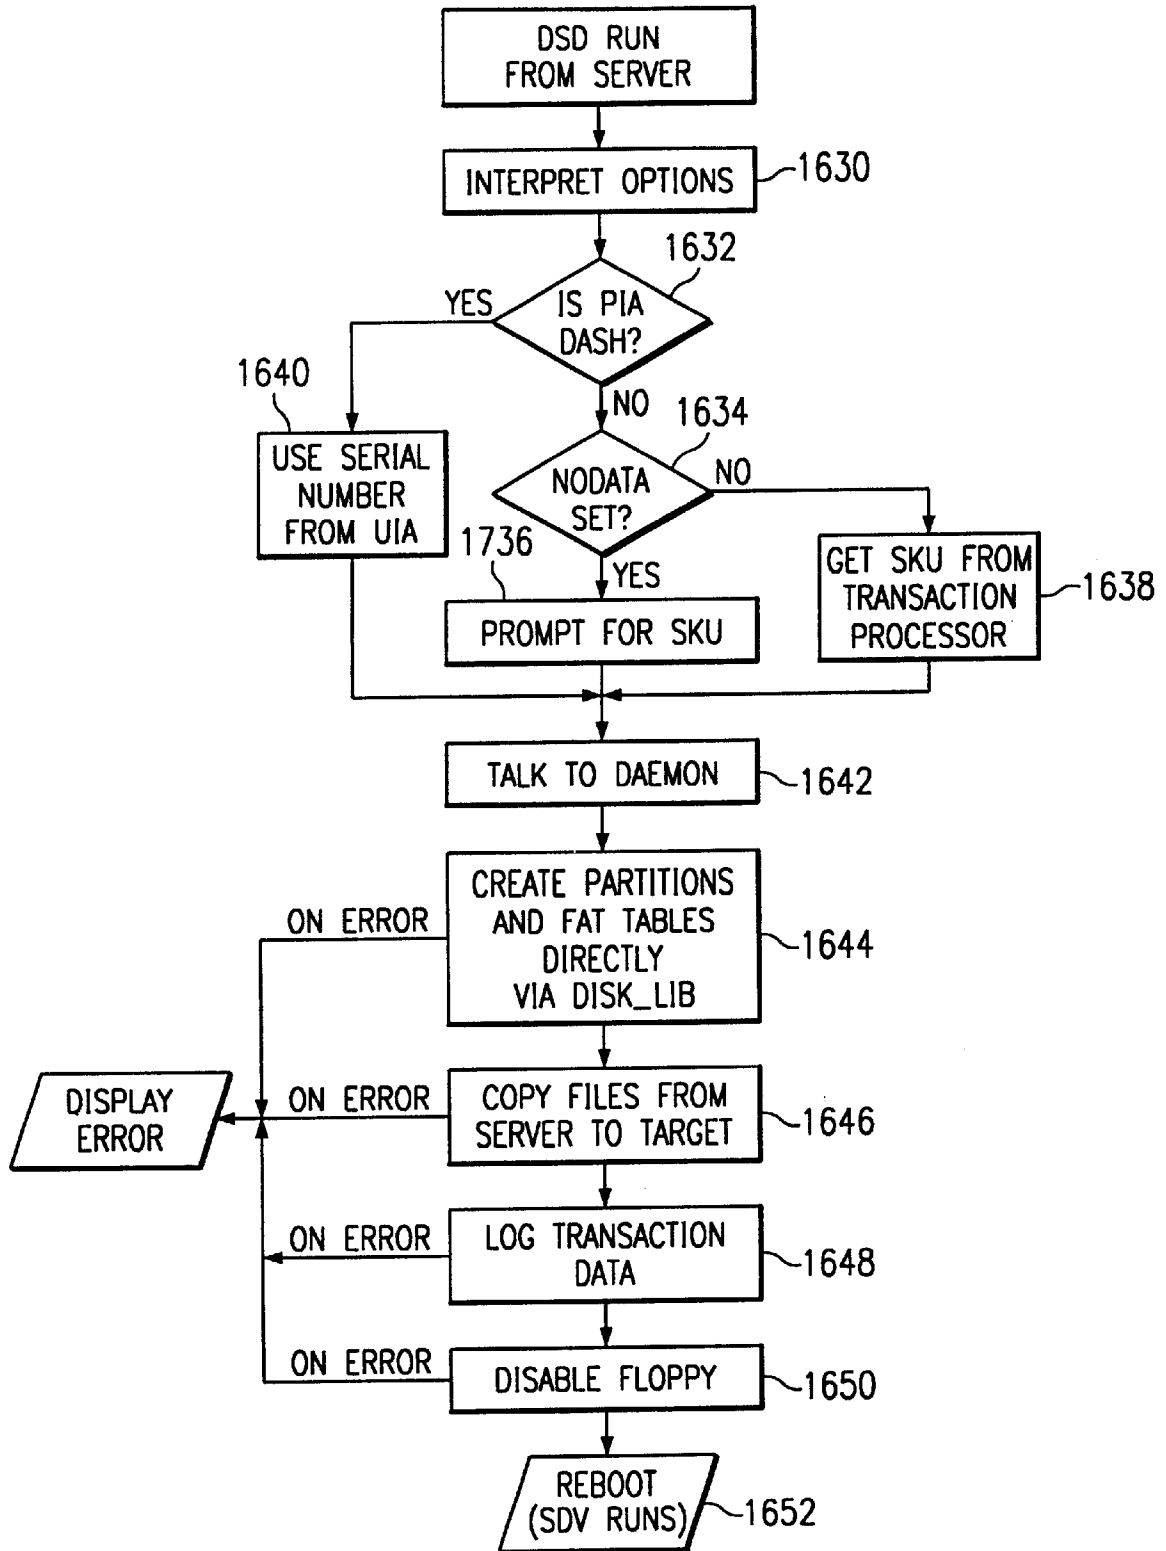 DSD RUN
FROM SERVER
INTERPRET OPTIONS
1630
1632
IS PIA
DASH?
YES
NO
1640
USE SERIAL
NUMBER
FROM UIA
1634
NODATA
SET?
NO
YES
1736
PROMPT FOR SKU
GET SKU FROM
TRANSACTION
PROCESSOR
1638
TALK TO DAEMON
1642
CREATE PARTITIONS
AND FAT TABLES
DIRECTLY
VIA DISK_LIB
1644
ON ERROR
DISPLAY
ERROR
ON ERROR
COPY FILES FROM
SERVER TO TARGET
1646
ON ERROR
LOG TRANSACTION
DATA
1648
ON ERROR
DISABLE FLOPPY
1650
REBOOT
(SDV RUNS)
1652